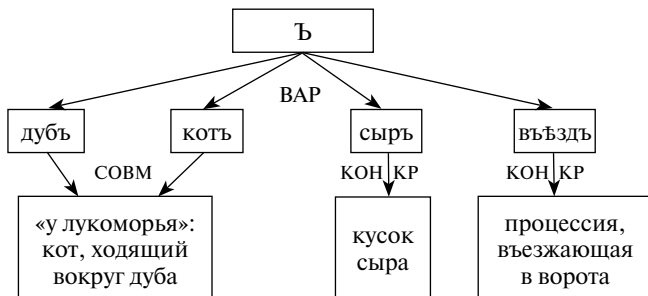 Ъ
ВАР
дубъ
котъ
сыръ
въѣздъ
СОВМ
КОН КР
КОН КР
«у лукоморья»:
кот, ходящий
вокруг дуба
кусок
сыра
процессия,
въезжающая
в ворота